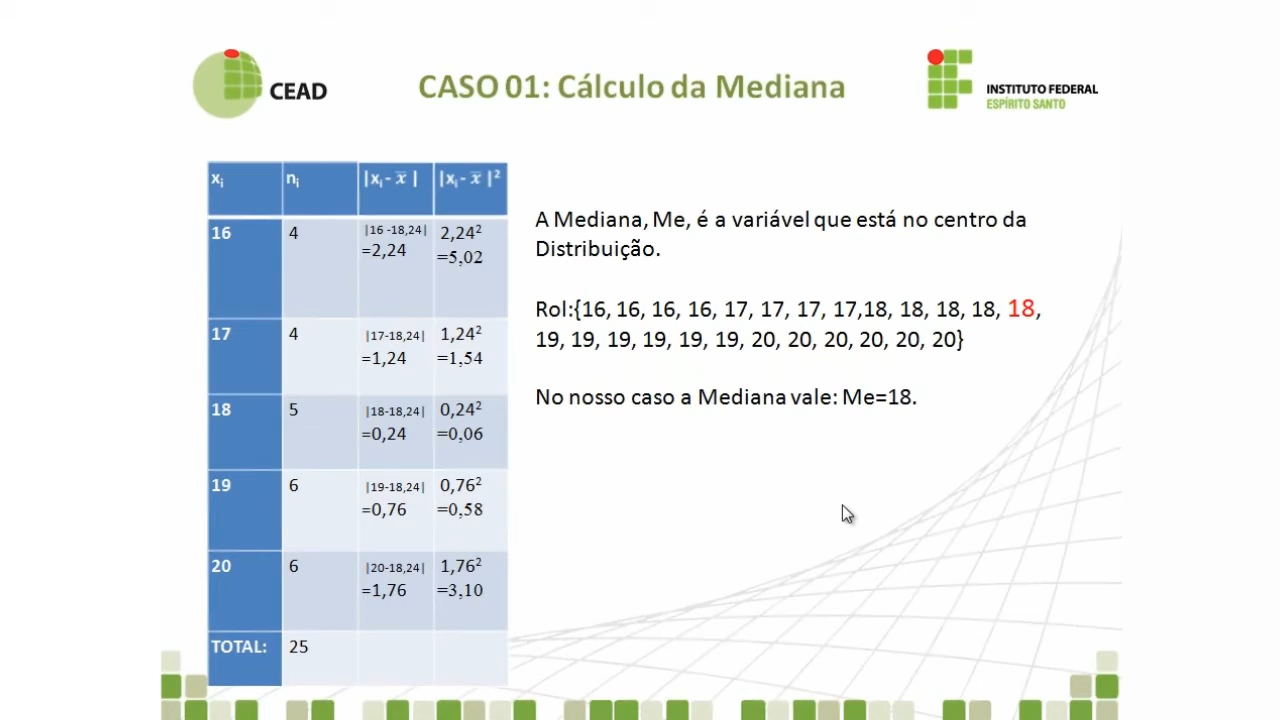 CEAD
CASO 01: Cálculo da Mediana
INSTITUTO FEDERAL
ESPÍRITO SANTO
xᵢ nᵢ |xᵢ- x̅ | |xᵢ- x̅ |²
16 4 |16 -18,24| 2,24²
=2,24 =5,02
17 4 |17-18,24| 1,24²
=1,24 =1,54
18 5 |18-18,24| 0,24²
=0,24 =0,06
19 6 |19-18,24| 0,76²
=0,76 =0,58
20 6 |20-18,24| 1,76²
=1,76 =3,10
TOTAL: 25
A Mediana, Me, é a variável que está no centro da
Distribuição.
Rol:{16, 16, 16, 16, 17, 17, 17, 17,18, 18, 18, 18, 18,
19, 19, 19, 19, 19, 19, 20, 20, 20, 20, 20, 20}
No nosso caso a Mediana vale: Me=18.